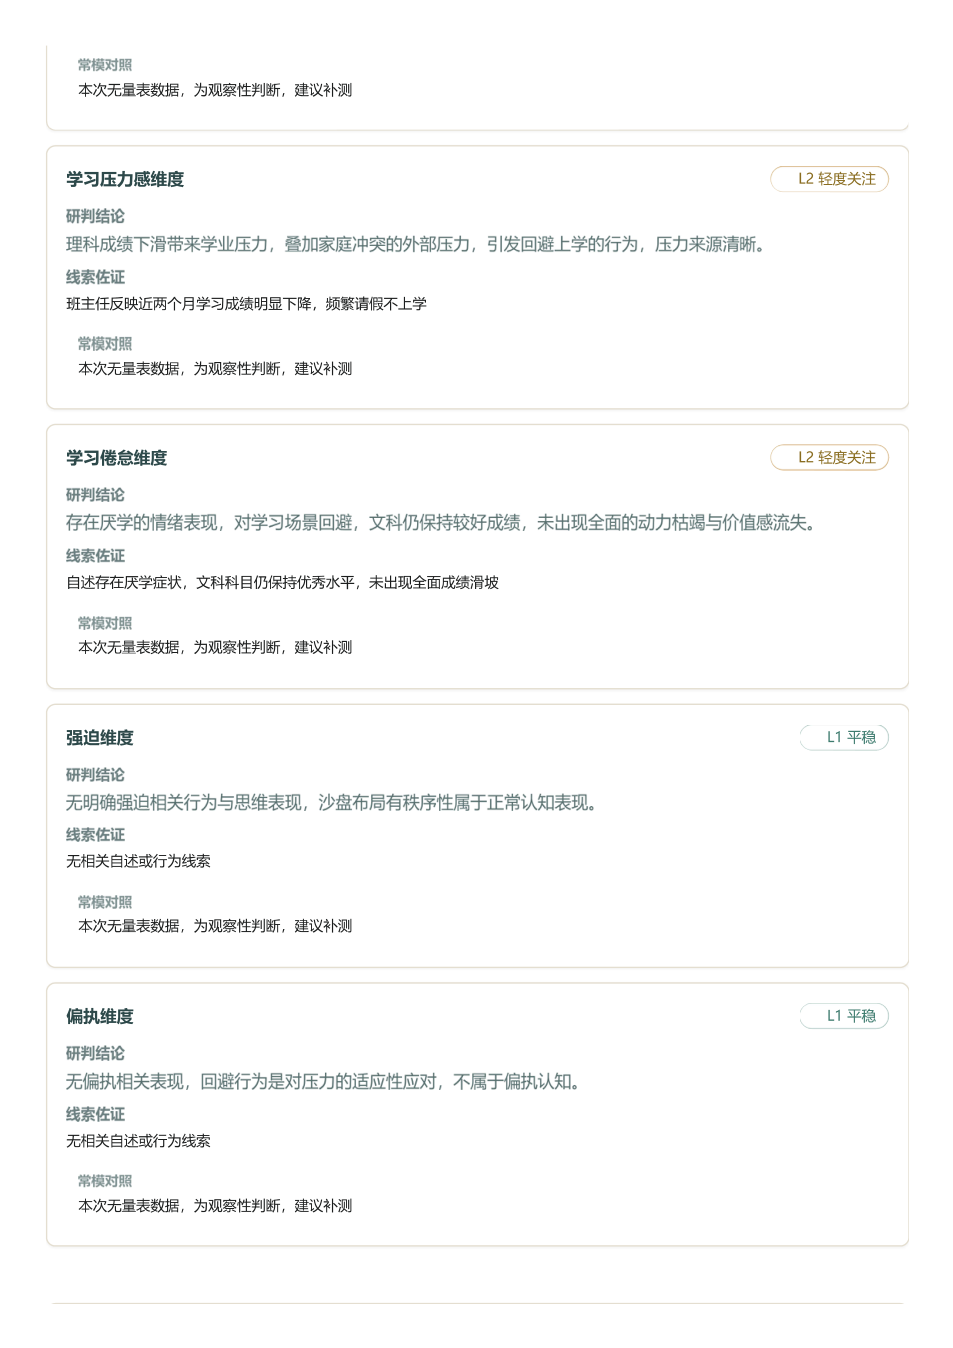 常模对照
本次无量表数据，为观察性判断，建议补测
学习压力感维度
L2 轻度关注
研判结论
理科成绩下滑带来学业压力，叠加家庭冲突的外部压力，引发回避上学的行为，压力来源清晰。
线索佐证
班主任反映近两个月学习成绩明显下降，频繁请假不上学
常模对照
本次无量表数据，为观察性判断，建议补测
学习倦怠维度
L2 轻度关注
研判结论
存在厌学的情绪表现，对学习场景回避，文科仍保持较好成绩，未出现全面的动力枯竭与价值感流失。
线索佐证
自述存在厌学症状，文科科目仍保持优秀水平，未出现全面成绩滑坡
常模对照
本次无量表数据，为观察性判断，建议补测
强迫维度
L1 平稳
研判结论
无明确强迫相关行为与思维表现，沙盘布局有秩序性属于正常认知表现。
线索佐证
无相关自述或行为线索
常模对照
本次无量表数据，为观察性判断，建议补测
偏执维度
L1 平稳
研判结论
无偏执相关表现，回避行为是对压力的适应性应对，不属于偏执认知。
线索佐证
无相关自述或行为线索
常模对照
本次无量表数据，为观察性判断，建议补测